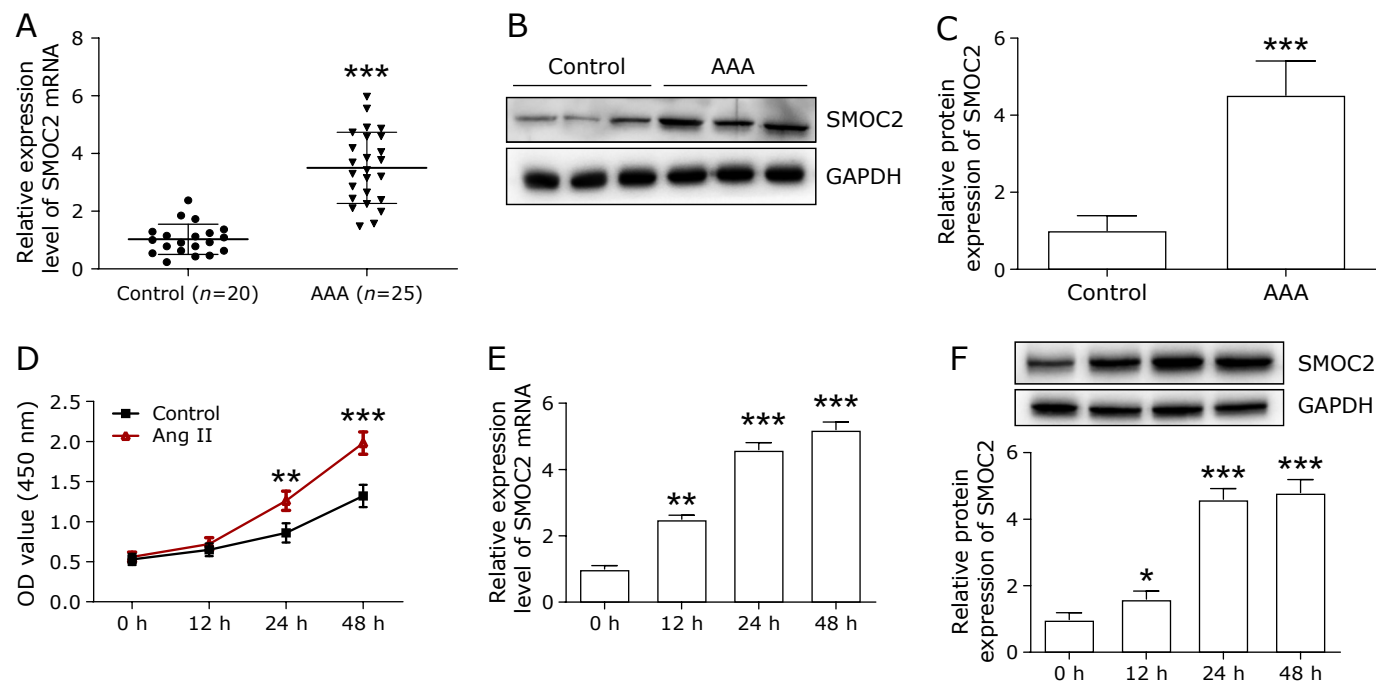 A
Relative expression
level of SMOC2 mRNA
8
6
4
2
0
***
Control (n=20)
AAA (n=25)
B
Control
AAA
SMOC2
GAPDH
C
Relative protein
expression of SMOC2
6
4
2
0
***
Control
AAA
D
OD value (450 nm)
2.5
2.0
1.5
1.0
0.5
0.0
Control
Ang II
**
***
0 h
12 h
24 h
48 h
E
Relative expression
level of SMOC2 mRNA
6
4
2
0
**
***
***
0 h
12 h
24 h
48 h
F
SMOC2
GAPDH
Relative protein
expression of SMOC2
6
4
2
0
*
***
***
0 h
12 h
24 h
48 h